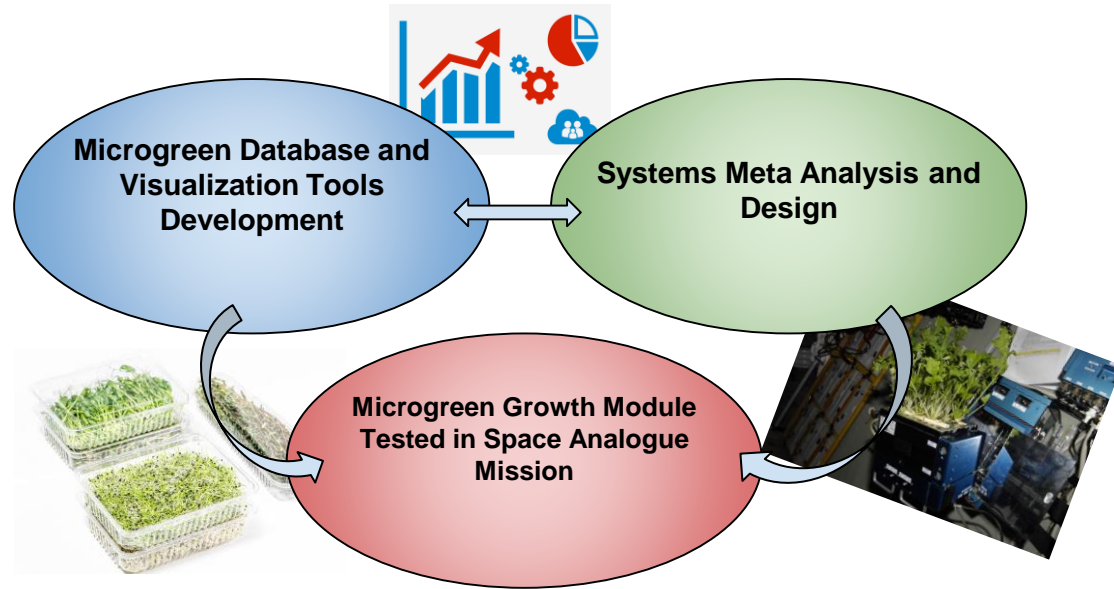 Microgreen Database and
Visualization Tools
Development
Systems Meta Analysis and
Design
Microgreen Growth Module
Tested in Space Analogue
Mission